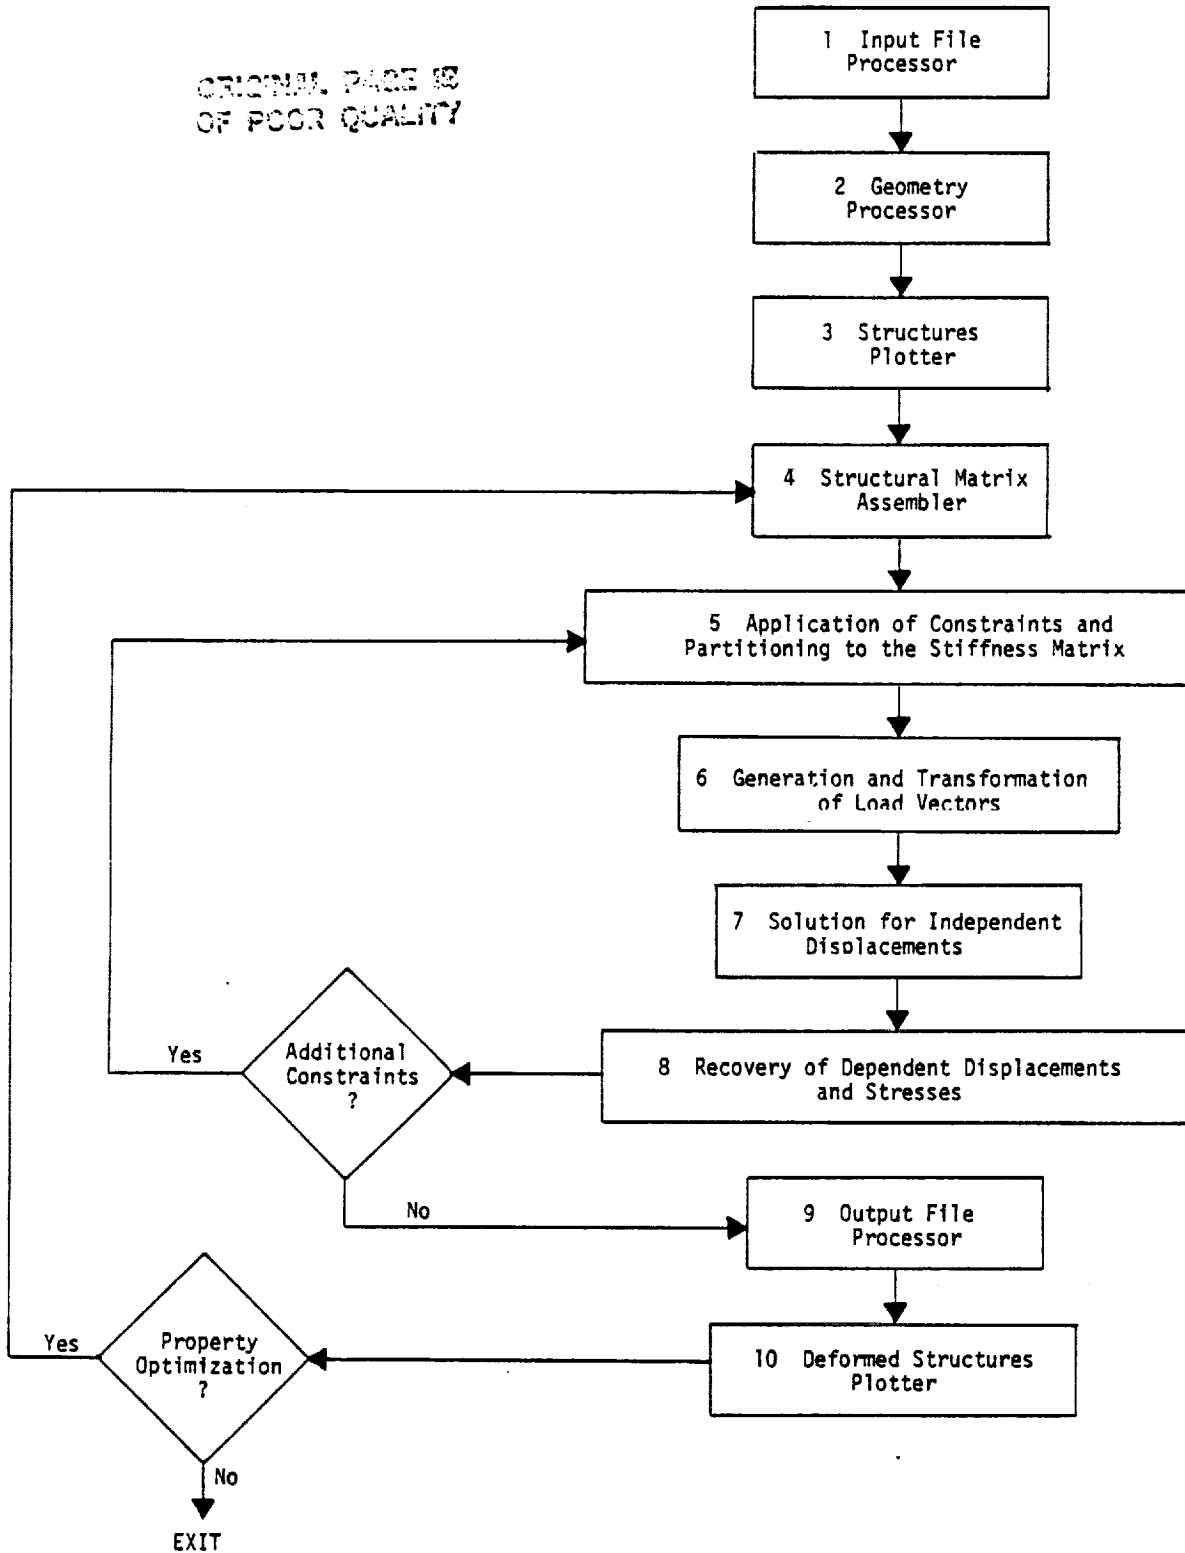 ORIGINAL PAGE IS
OF POOR QUALITY
1 Input File
Processor
2 Geometry
Processor
3 Structures
Plotter
4 Structural Matrix
Assembler
5 Application of Constraints and
Partitioning to the Stiffness Matrix
6 Generation and Transformation
of Load Vectors
7 Solution for Independent
Displacements
Yes
Additional
Constraints
?
8 Recovery of Dependent Displacements
and Stresses
No
9 Output File
Processor
Yes
Property
Optimization
?
10 Deformed Structures
Plotter
No
EXIT